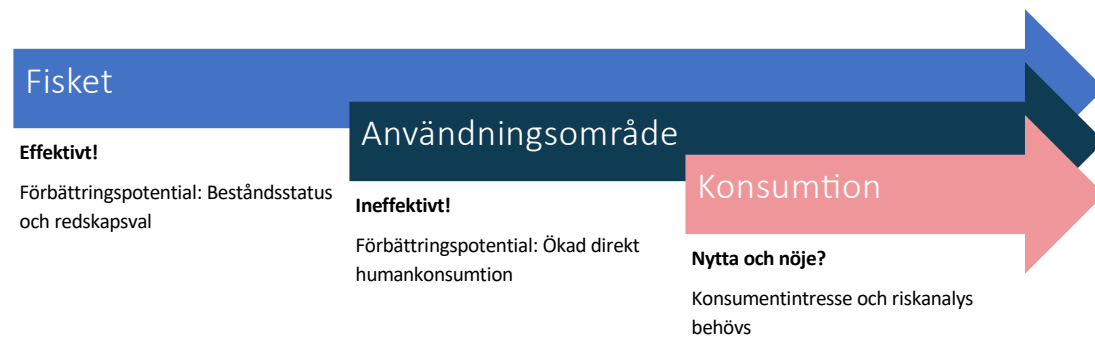 Fisket
Effektivt!
Förbättringspotential: Beståndsstatus
och redskapsval
Användningsområde
Ineffektivt!
Förbättringspotential: Ökad direkt
humankonsumtion
Konsumtion
Nytta och nöje?
Konsumentintresse och riskanalys
behövs